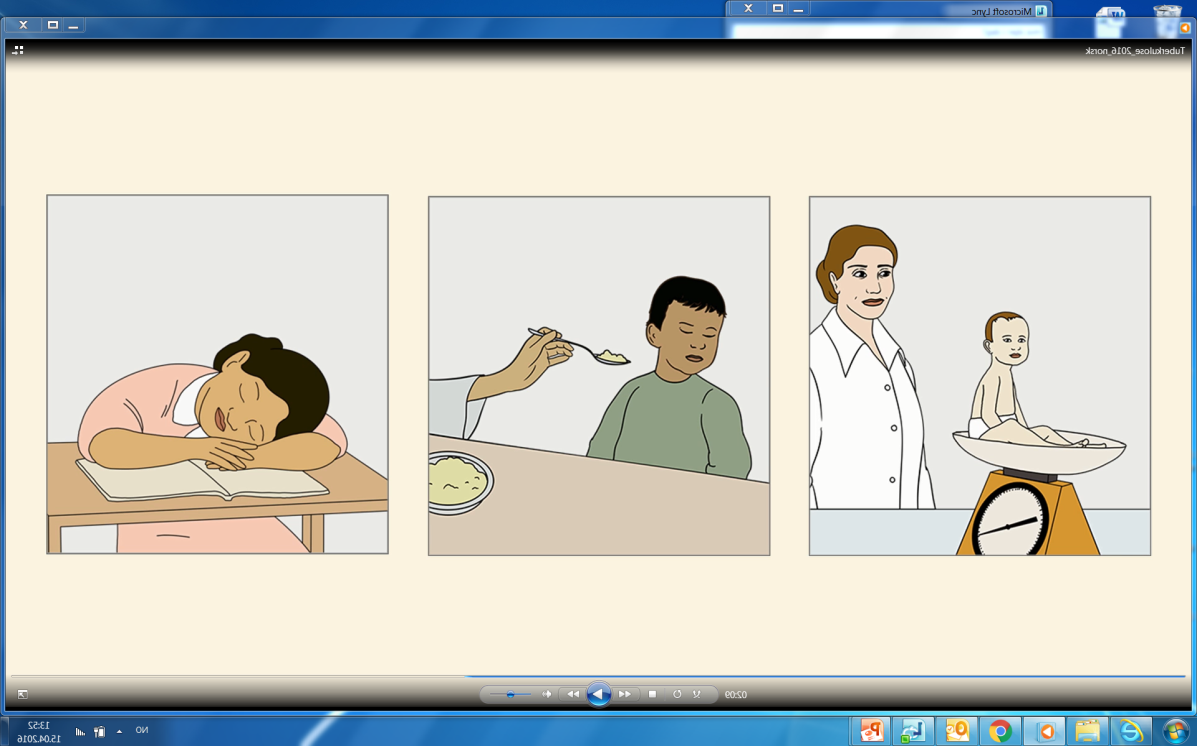 Microsoft Lync
Tuberkulose_2016_norsk
02:09
NO
13:52
15.04.2016